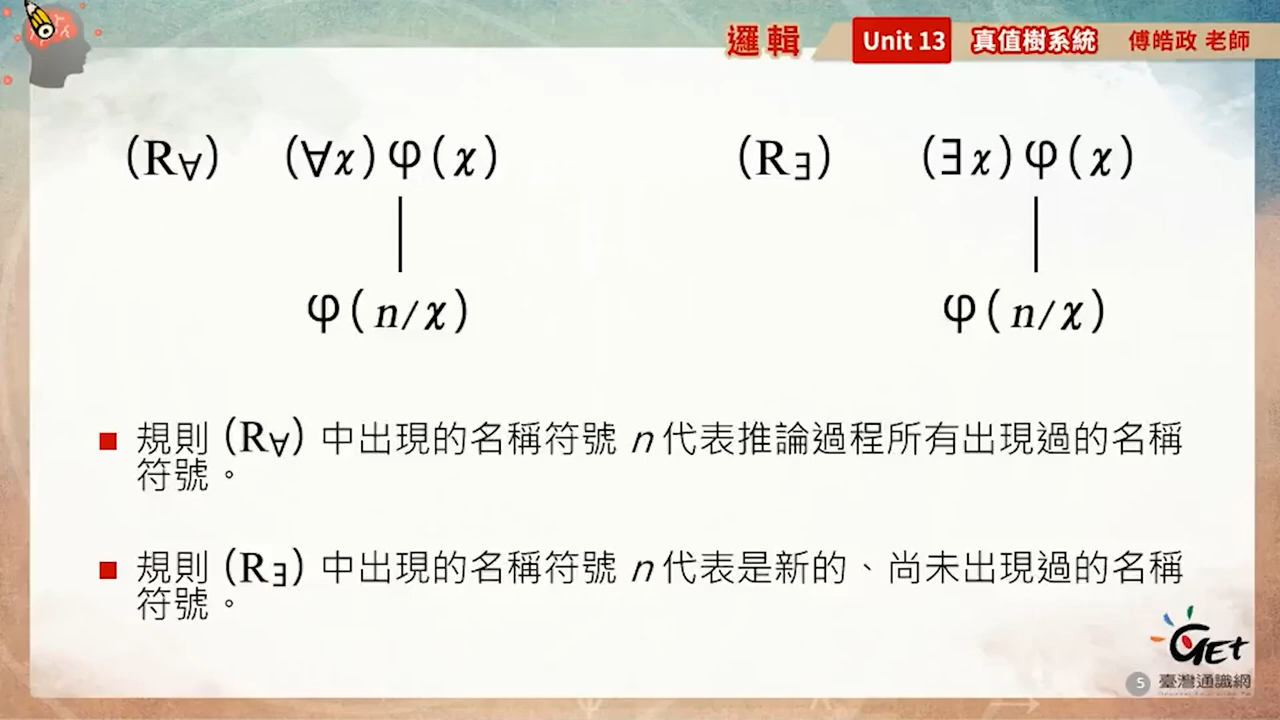 邏輯 Unit 13 真值樹系統 傅皓政 老師
(R∀) (∀x)φ(x) (R∃) (∃x)φ(x)
φ(n/x) φ(n/x)
規則 (R∀) 中出現的名稱符號 n 代表推論過程所有出現過的名稱
符號。
規則 (R∃) 中出現的名稱符號 n 代表是新的、尚未出現過的名稱
符號。
GEt
5 臺灣通識網